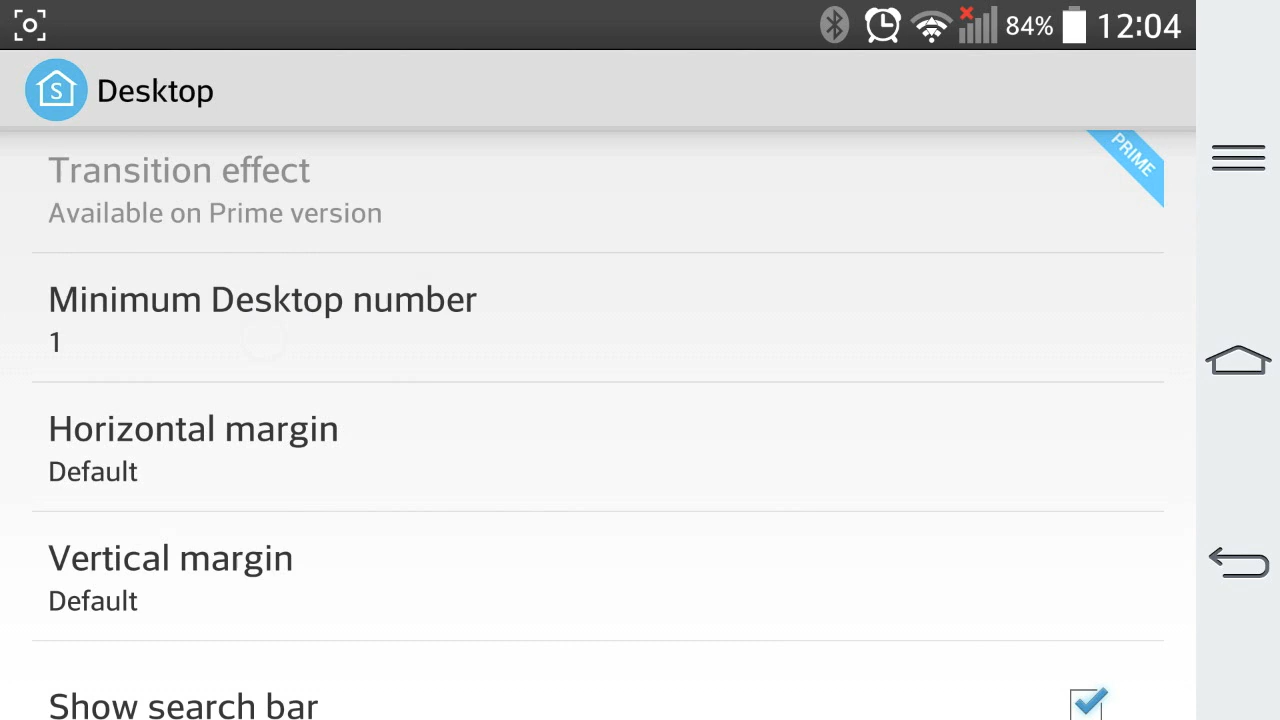 84% 12:04
S Desktop
PRIME
Transition effect
Available on Prime version
Minimum Desktop number
1
Horizontal margin
Default
Vertical margin
Default
Show search bar